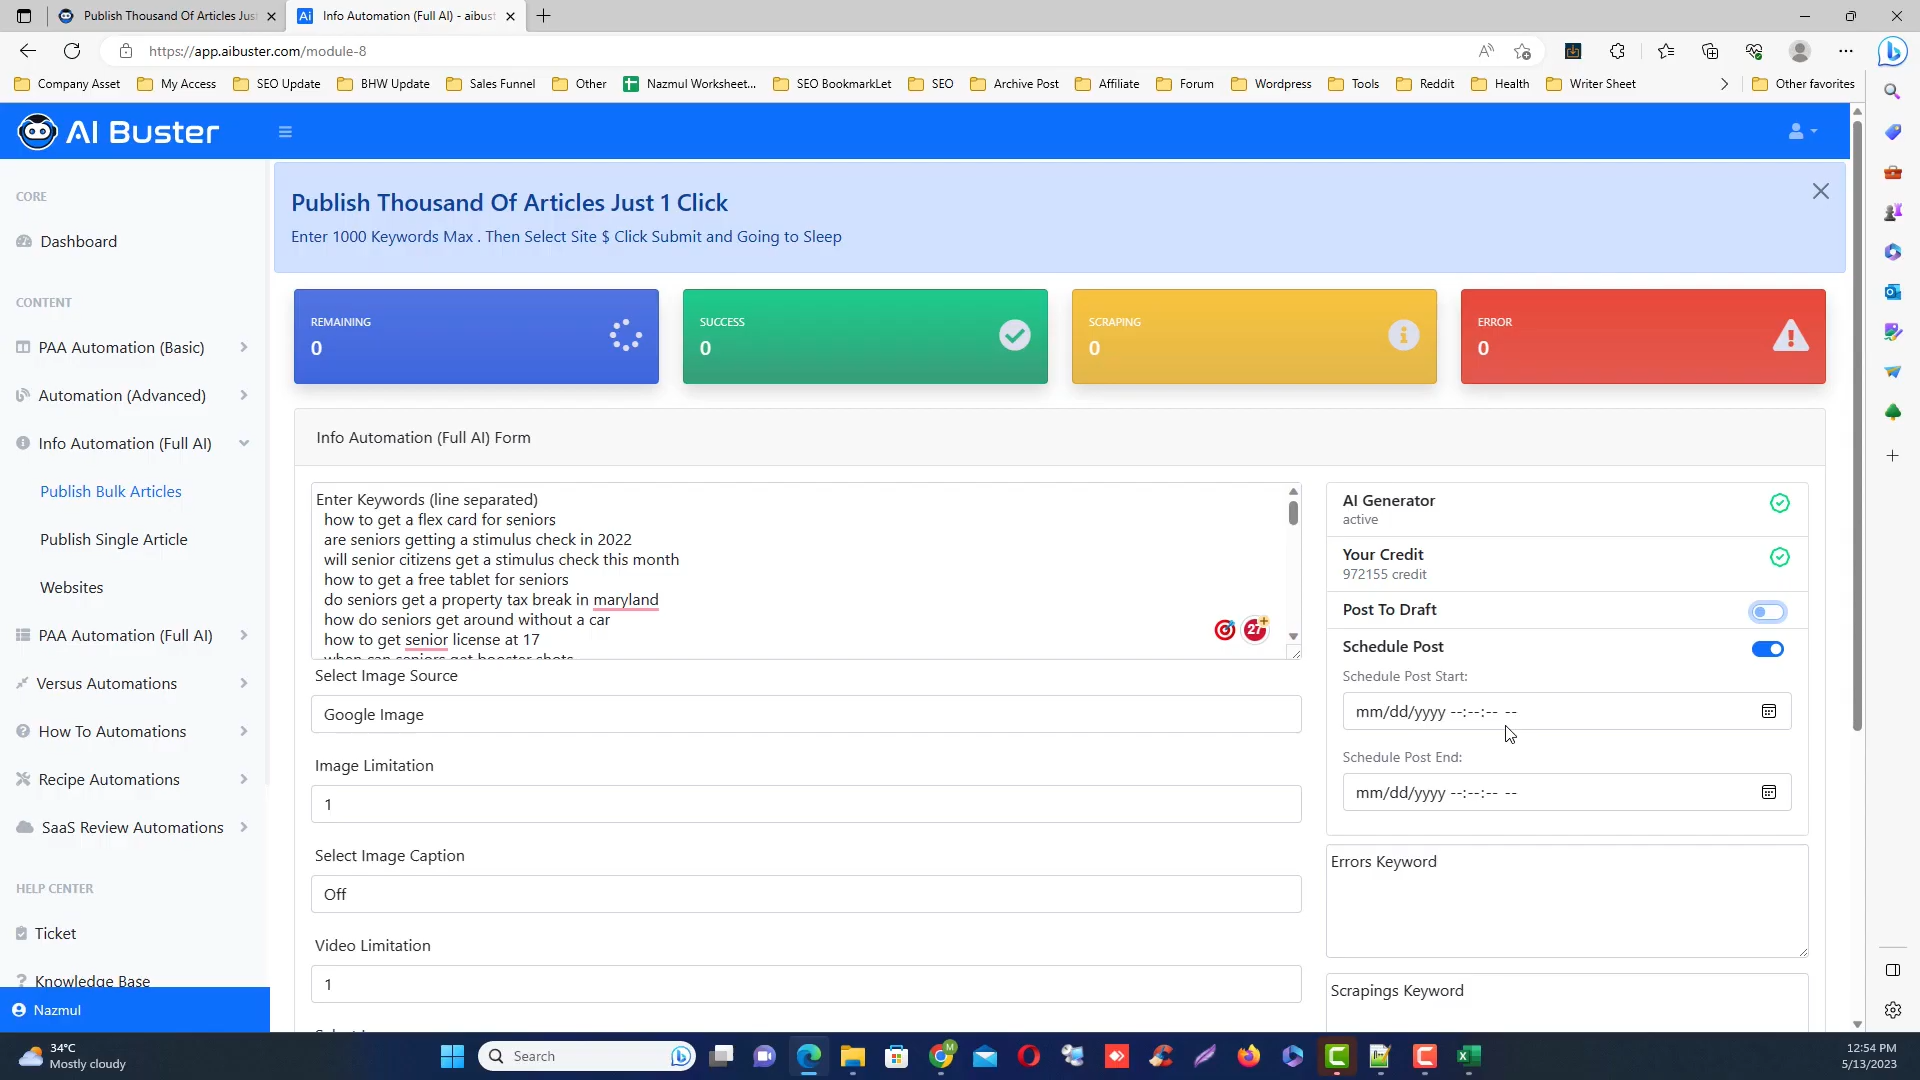 Publish Thousand Of Articles Jus
Info Automation (Full AI) - aibust
https://app.aibuster.com/module-8
Company Asset
My Access
SEO Update
BHW Update
Sales Funnel
Other
Nazmul Worksheet...
SEO BookmarkLet
SEO
Archive Post
Affiliate
Forum
Wordpress
Tools
Reddit
Health
Writer Sheet
Other favorites
AI Buster
CORE
Dashboard
CONTENT
PAA Automation (Basic)
Automation (Advanced)
Info Automation (Full AI)
Publish Bulk Articles
Publish Single Article
Websites
PAA Automation (Full AI)
Versus Automations
How To Automations
Recipe Automations
SaaS Review Automations
HELP CENTER
Ticket
Knowledge Base
Nazmul
Publish Thousand Of Articles Just 1 Click
Enter 1000 Keywords Max . Then Select Site $ Click Submit and Going to Sleep
REMAINING
0
SUCCESS
0
SCRAPING
0
ERROR
0
Info Automation (Full AI) Form
Enter Keywords (line separated)
how to get a flex card for seniors
are seniors getting a stimulus check in 2022
will senior citizens get a stimulus check this month
how to get a free tablet for seniors
do seniors get a property tax break in maryland
how do seniors get around without a car
how to get senior license at 17
when can seniors get booster shots
27+
Select Image Source
Google Image
Image Limitation
1
Select Image Caption
Off
Video Limitation
1
AI Generator
active
Your Credit
972155 credit
Post To Draft
Schedule Post
Schedule Post Start:
mm/dd/yyyy --:--:-- --
Schedule Post End:
mm/dd/yyyy --:--:-- --
Errors Keyword
Scrapings Keyword
34°C
Mostly cloudy
Search
12:54 PM
5/13/2023